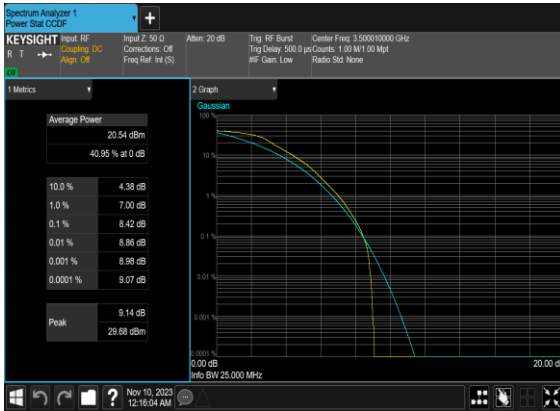 Spectrum Analyzer 1
Power Stat CCDF
+
KEYSIGHT Input: RF Input Z: 50 Ω Atten: 20 dB Trig: RF Burst Center Freq: 3.500010000 GHz
R T Coupling: DC Corrections: Off Trig Delay: 500.0 µs Counts: 1.00 M/1.00 Mpt
Align: Off Freq Ref: Int (S) #IF Gain: Low Radio Std: None
LXI
1 Metrics
2 Graph
Gaussian
Average Power
20.54 dBm
40.95 % at 0 dB
10.0 % 4.38 dB
1.0 % 7.00 dB
0.1 % 8.42 dB
0.01 % 8.86 dB
0.001 % 8.98 dB
0.0001 % 9.07 dB
Peak 9.14 dB
29.68 dBm
100 %
10 %
1 %
0.1 %
0.01 %
0.001 %
0.0001 %
0.00 dB 20.00 d
Info BW 25.000 MHz
? Nov 10, 2023
12:16:04 AM